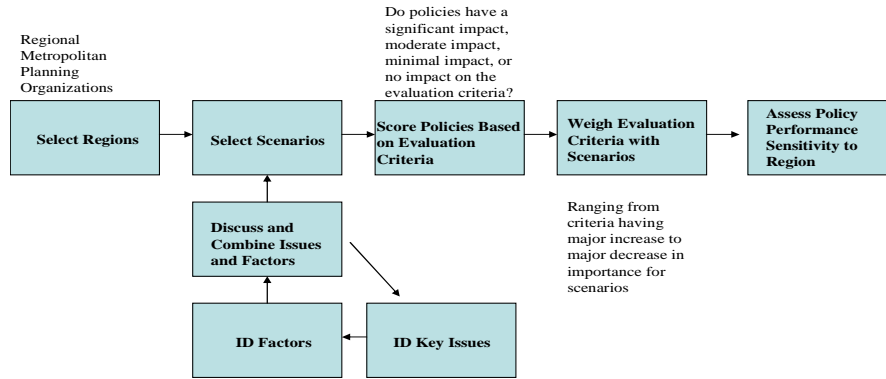 Regional
Metropolitan
Planning
Organizations
Do policies have a
significant impact,
moderate impact,
minimal impact, or
no impact on the
evaluation criteria?
Select Regions
Select Scenarios
Score Policies Based
on Evaluation
Criteria
Weigh Evaluation
Criteria with
Scenarios
Assess Policy
Performance
Sensitivity to
Region
Discuss and
Combine Issues
and Factors
Ranging from
criteria having
major increase to
major decrease in
importance for
scenarios
ID Factors
ID Key Issues